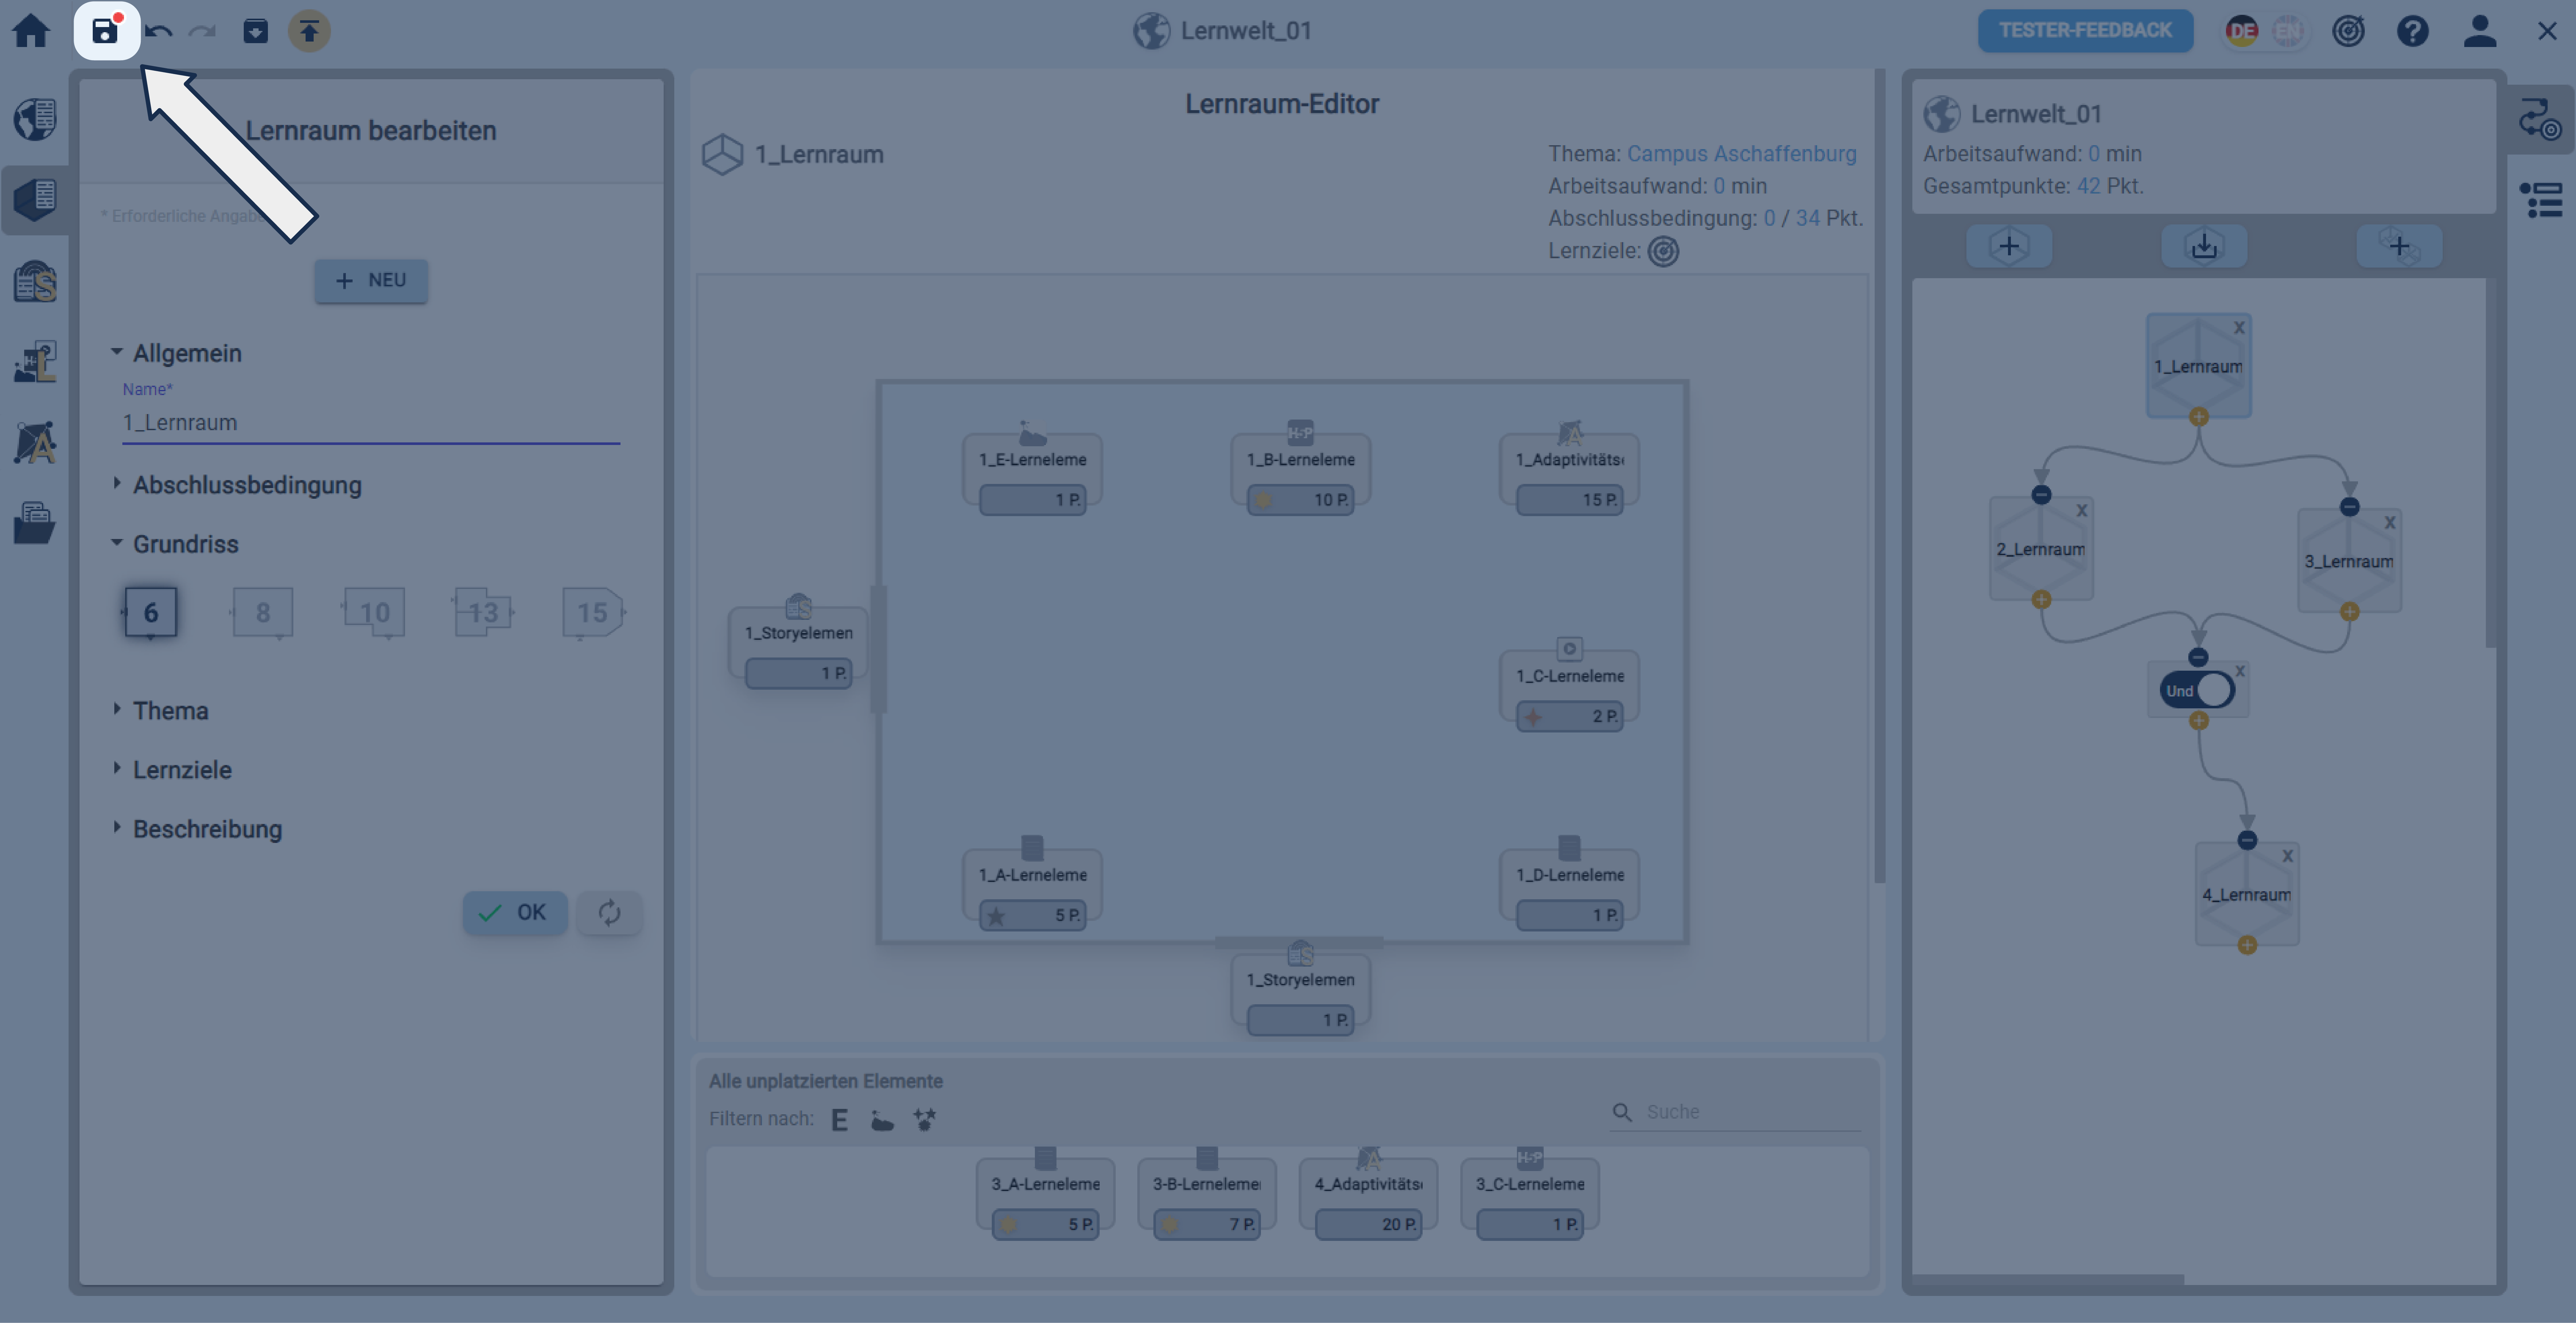 Lernwelt_01
TESTER-FEEDBACK
DE
EN
Lernraum bearbeiten
* Erforderliche Angabe
+ NEU
Allgemein
Name*
1_Lernraum
Abschlussbedingung
Grundriss
6
8
10
13
15
Thema
Lernziele
Beschreibung
OK
Lernraum-Editor
1_Lernraum
Thema: Campus Aschaffenburg
Arbeitsaufwand: 0 min
Abschlussbedingung: 0 / 34 Pkt.
Lernziele:
1_E-Lerneleme
1 P.
H-P
1_B-Lerneleme
10 P.
A
1_Adaptivitäts
15 P.
S
1_Storyelemen
1 P.
1_C-Lerneleme
2 P.
1_A-Lerneleme
5 P.
1_D-Lerneleme
1 P.
S
1_Storyelemen
1 P.
Alle unplatzierten Elemente
Filtern nach: E
Suche
3_A-Lerneleme
5 P.
3-B-Lerneleme
7 P.
A
4_Adaptivitäts
20 P.
H-P
3_C-Lerneleme
1 P.
Lernwelt_01
Arbeitsaufwand: 0 min
Gesamtpunkte: 42 Pkt.
X
1_Lernraum
X
2_Lernraum
X
3_Lernraum
X
Und
X
4_Lernraum